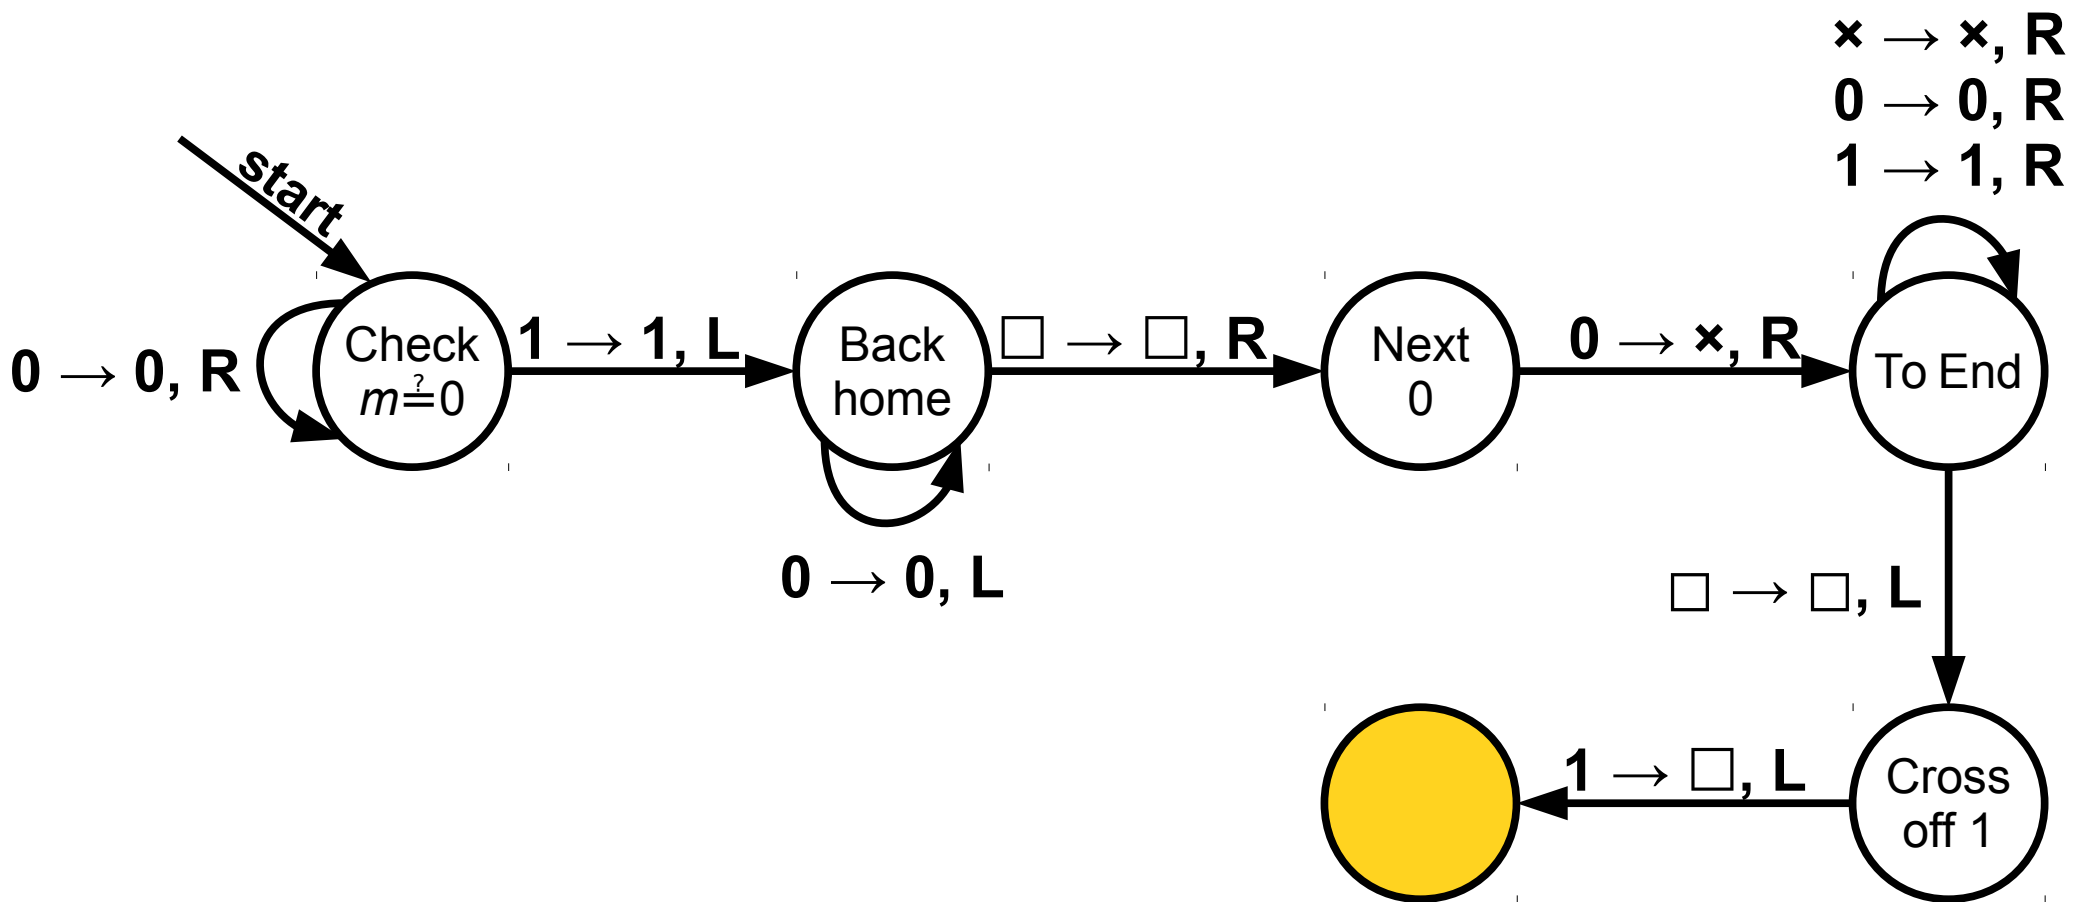 × → ×, R
0 → 0, R
1 → 1, R
start
0 → 0, R
Check
m≟0
1 → 1, L
Back
home
□ → □, R
Next
0
0 → ×, R
To End
0 → 0, L
□ → □, L
1 → □, L
Cross
off 1